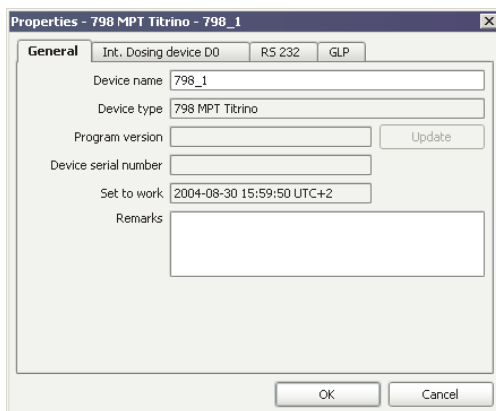 Properties - 798 MPT Titrino - 798_1
General Int. Dosing device D0 RS 232 GLP
Device name 798_1
Device type 798 MPT Titrino
Program version Update
Device serial number
Set to work 2004-08-30 15:59:50 UTC+2
Remarks
OK Cancel